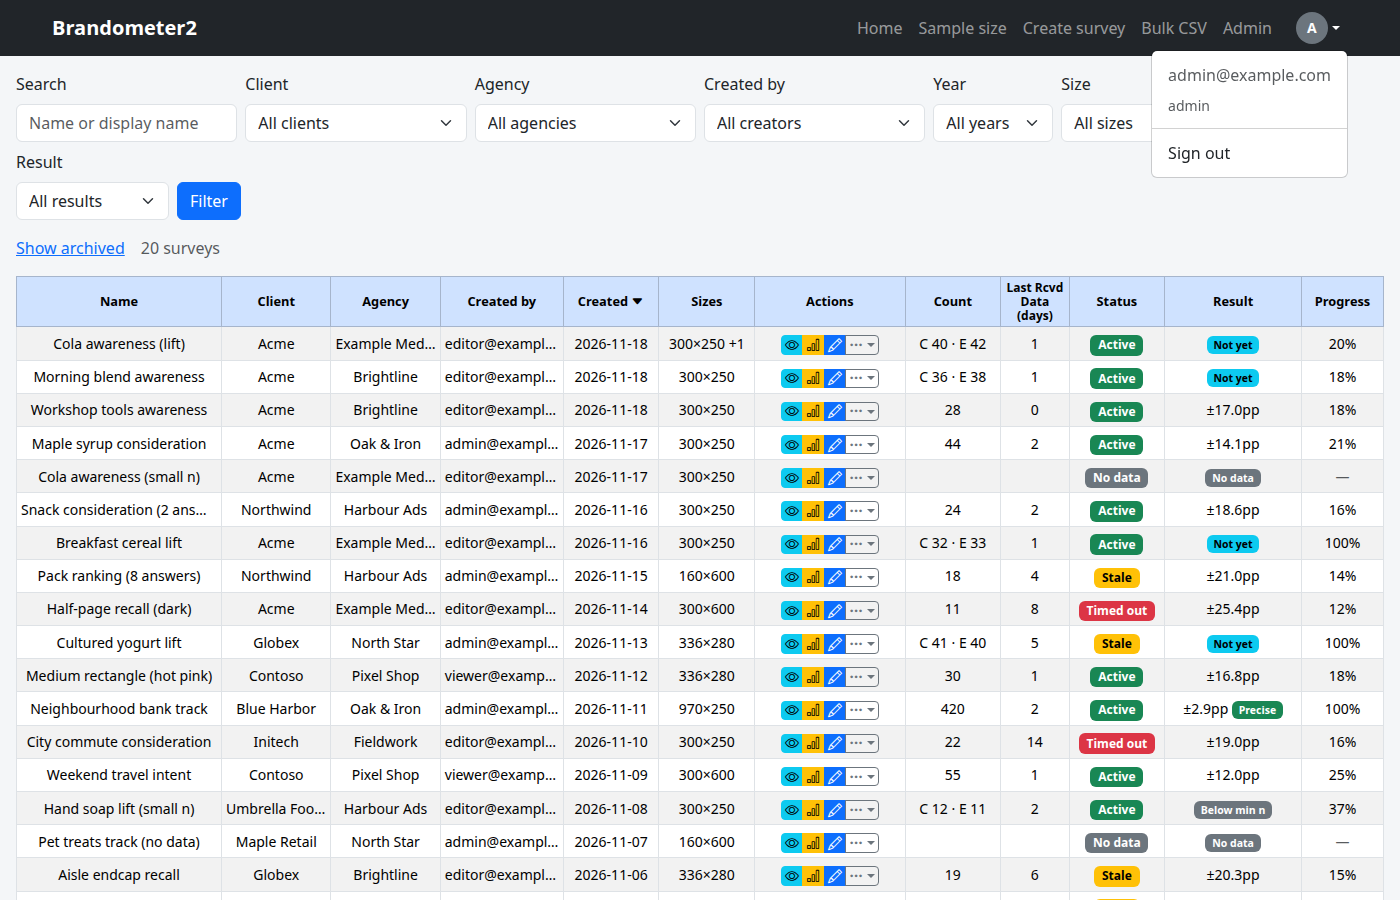 Brandometer2
Home Sample size Create survey Bulk CSV Admin A
admin@example.com
admin
Sign out
Search Client Agency Created by Year Size
Name or display name All clients All agencies All creators All years All sizes
Result
All results Filter
Show archived 20 surveys
Name Client Agency Created by Created Sizes Actions Count Last Rcvd Data (days) Status Result Progress
Cola awareness (lift) Acme Example Med... editor@exampl... 2026-11-18 300×250 +1 C 40 · E 42 1 Active Not yet 20%
Morning blend awareness Acme Brightline editor@exampl... 2026-11-18 300×250 C 36 · E 38 1 Active Not yet 18%
Workshop tools awareness Acme Brightline editor@exampl... 2026-11-18 300×250 28 0 Active ±17.0pp 18%
Maple syrup consideration Acme Oak & Iron admin@exampl... 2026-11-17 300×250 44 2 Active ±14.1pp 21%
Cola awareness (small n) Acme Example Med... editor@exampl... 2026-11-17 300×250 No data No data —
Snack consideration (2 ans... Northwind Harbour Ads admin@exampl... 2026-11-16 300×250 24 2 Active ±18.6pp 16%
Breakfast cereal lift Acme Example Med... editor@exampl... 2026-11-16 300×250 C 32 · E 33 1 Active Not yet 100%
Pack ranking (8 answers) Northwind Harbour Ads admin@exampl... 2026-11-15 160×600 18 4 Stale ±21.0pp 14%
Half-page recall (dark) Acme Example Med... editor@exampl... 2026-11-14 300×600 11 8 Timed out ±25.4pp 12%
Cultured yogurt lift Globex North Star admin@exampl... 2026-11-13 336×280 C 41 · E 40 5 Stale Not yet 100%
Medium rectangle (hot pink) Contoso Pixel Shop viewer@examp... 2026-11-12 336×280 30 1 Active ±16.8pp 18%
Neighbourhood bank track Blue Harbor Oak & Iron admin@exampl... 2026-11-11 970×250 420 2 Active ±2.9pp Precise 100%
City commute consideration Initech Fieldwork editor@exampl... 2026-11-10 300×250 22 14 Timed out ±19.0pp 16%
Weekend travel intent Contoso Pixel Shop viewer@examp... 2026-11-09 300×600 55 1 Active ±12.0pp 25%
Hand soap lift (small n) Umbrella Foo... Harbour Ads editor@exampl... 2026-11-08 300×250 C 12 · E 11 2 Active Below min n 37%
Pet treats track (no data) Maple Retail North Star admin@exampl... 2026-11-07 160×600 No data No data —
Aisle endcap recall Globex Brightline editor@exampl... 2026-11-06 336×280 19 6 Stale ±20.3pp 15%